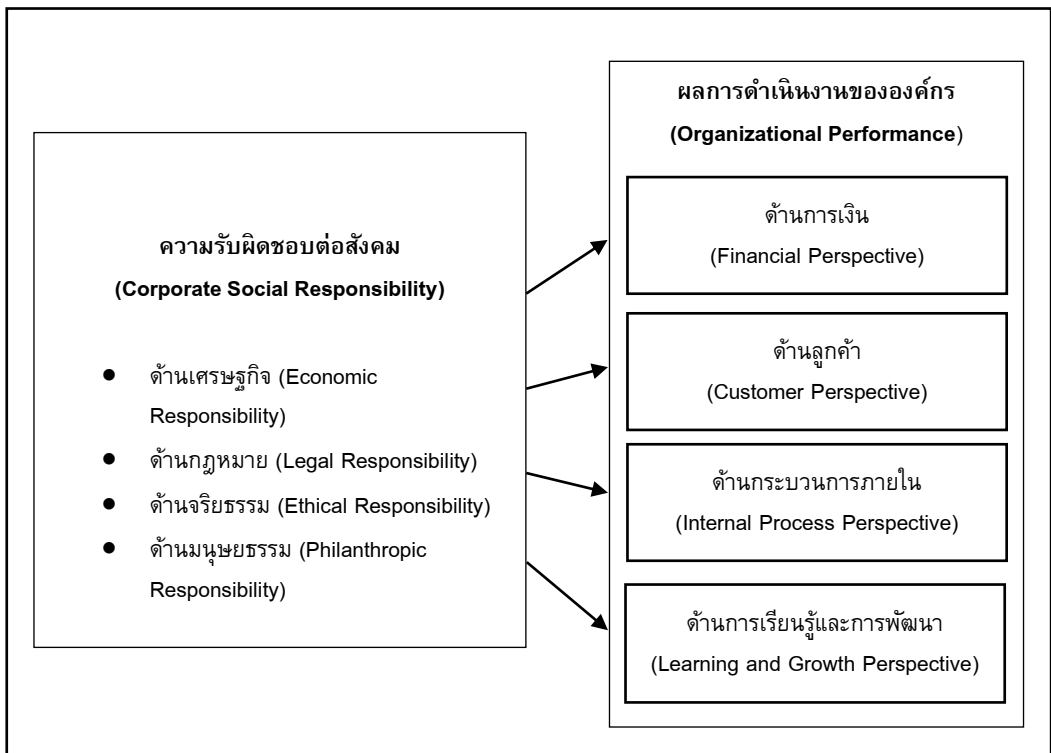 ความรับผิดชอบต่อสังคม
(Corporate Social Responsibility)
● ด้านเศรษฐกิจ (Economic
Responsibility)
● ด้านกฎหมาย (Legal Responsibility)
● ด้านจริยธรรม (Ethical Responsibility)
● ด้านมนุษยธรรม (Philanthropic
Responsibility)
ผลการดำเนินงานขององค์กร
(Organizational Performance)
ด้านการเงิน
(Financial Perspective)
ด้านลูกค้า
(Customer Perspective)
ด้านกระบวนการภายใน
(Internal Process Perspective)
ด้านการเรียนรู้และการพัฒนา
(Learning and Growth Perspective)